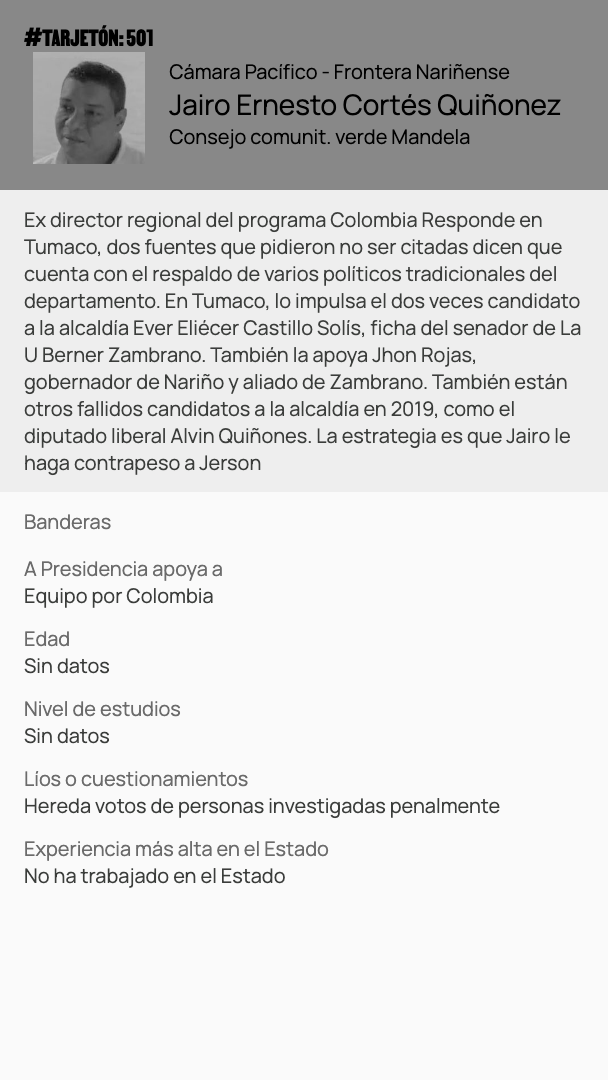 #TARJETÓN: 501
Cámara Pacífico - Frontera Nariñense
Jairo Ernesto Cortés Quiñonez
Consejo comunit. verde Mandela
Ex director regional del programa Colombia Responde en
Tumaco, dos fuentes que pidieron no ser citadas dicen que
cuenta con el respaldo de varios políticos tradicionales del
departamento. En Tumaco, lo impulsa el dos veces candidato
a la alcaldía Ever Eliécer Castillo Solís, ficha del senador de La
U Berner Zambrano. También la apoya Jhon Rojas,
gobernador de Nariño y aliado de Zambrano. También están
otros fallidos candidatos a la alcaldía en 2019, como el
diputado liberal Alvin Quiñones. La estrategia es que Jairo le
haga contrapeso a Jerson
Banderas
A Presidencia apoya a
Equipo por Colombia
Edad
Sin datos
Nivel de estudios
Sin datos
Líos o cuestionamientos
Hereda votos de personas investigadas penalmente
Experiencia más alta en el Estado
No ha trabajado en el Estado